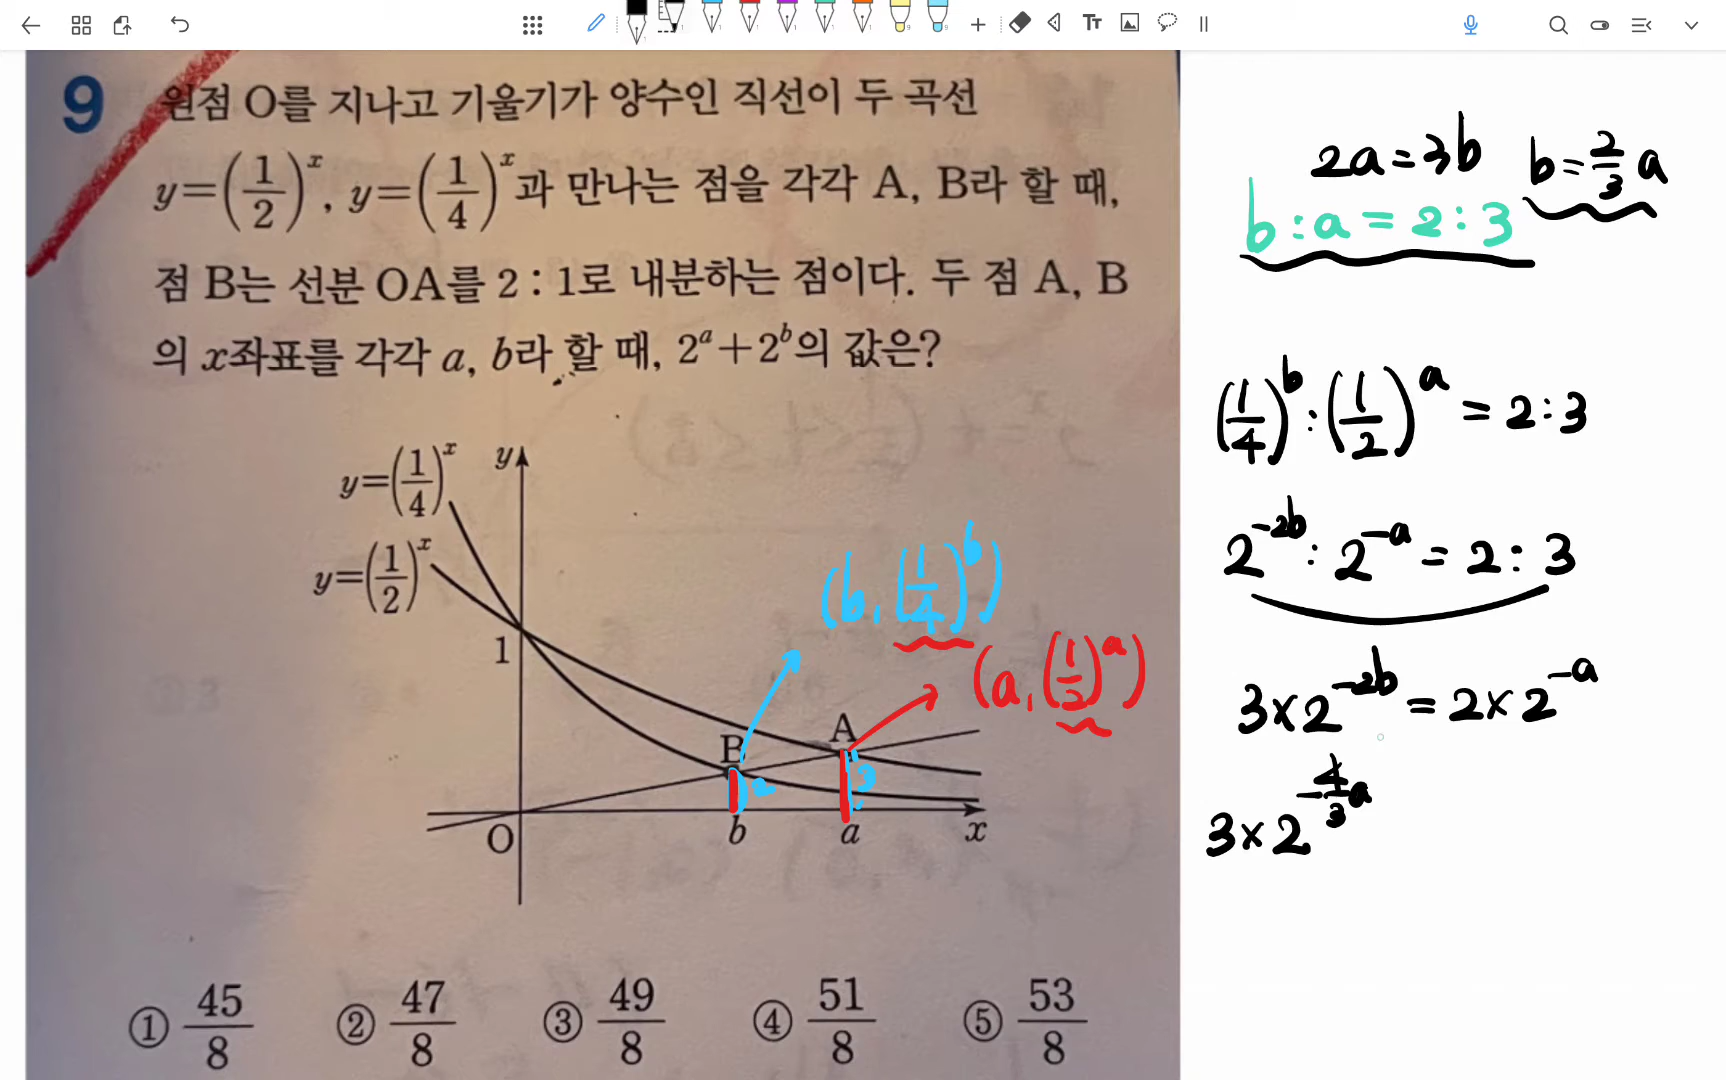 9 원점 O를 지나고 기울기가 양수인 직선이 두 곡선
y=(1/2)^x, y=(1/4)^x과 만나는 점을 각각 A, B라 할 때,
점 B는 선분 OA를 2 : 1로 내분하는 점이다. 두 점 A, B
의 x좌표를 각각 a, b라 할 때, 2^a+2^b의 값은?
y=(1/4)^x
y
y=(1/2)^x
1
(b, (1/4)^b)
(a, (1/2)^a)
B
A
2
3
O
b
a
x
① 45/8 ② 47/8 ③ 49/8 ④ 51/8 ⑤ 53/8
2a=3b b=2/3 a
b:a=2:3
(1/4)^b : (1/2)^a = 2:3
2^-2b : 2^-a = 2:3
3×2^-2b = 2×2^-a
3×2^-4/3a
Tт